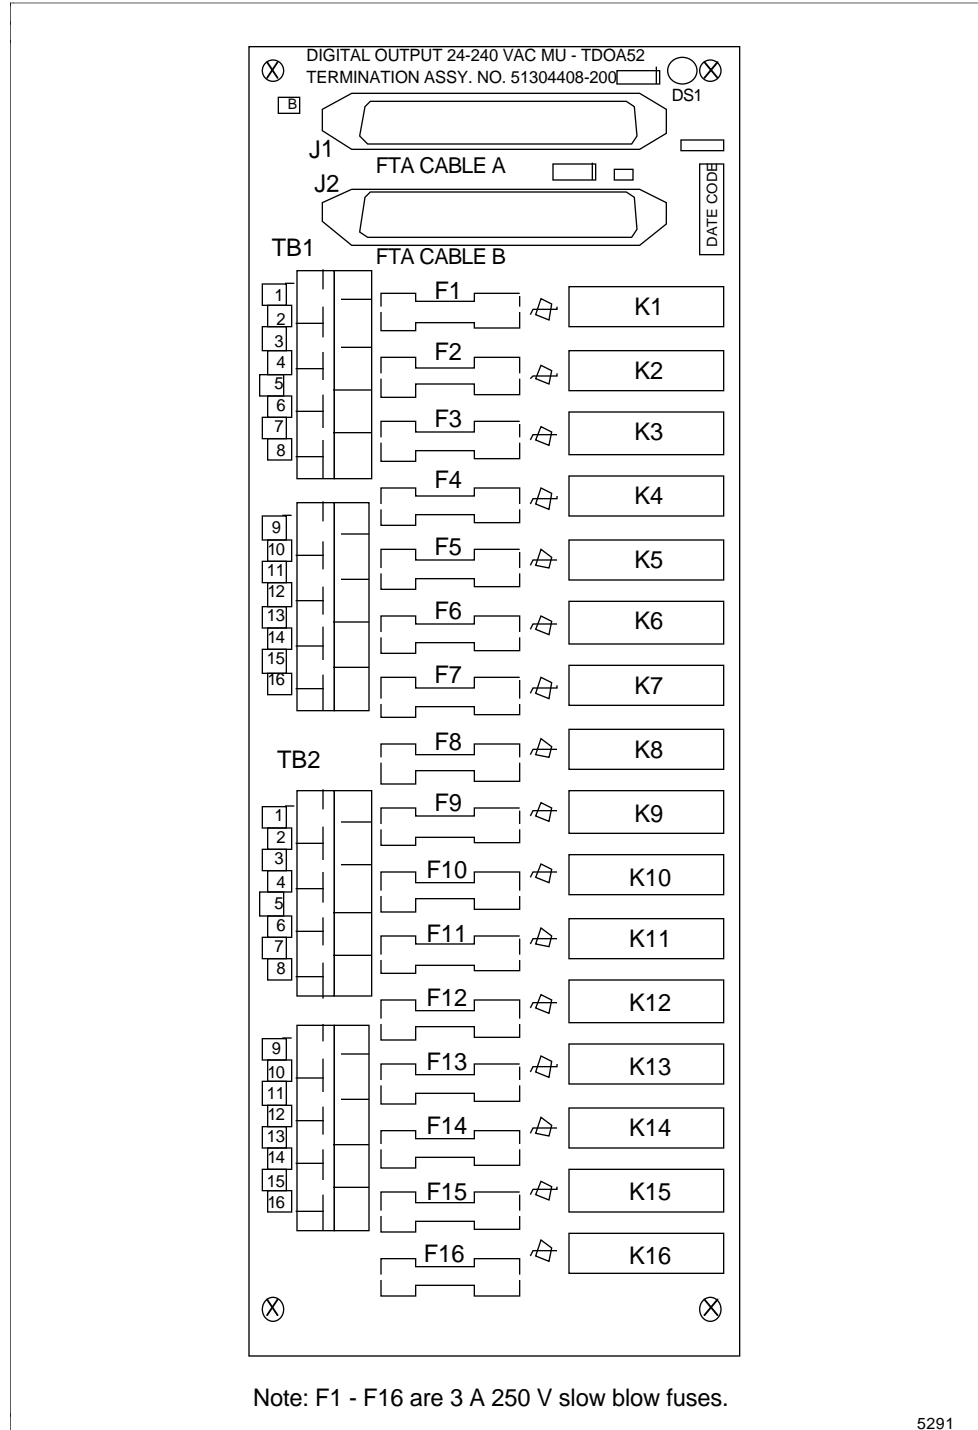 DIGITAL OUTPUT 24-240 VAC MU - TDOA52
TERMINATION ASSY. NO. 51304408-200
DS1
B
J1
FTA CABLE A
J2
DATE CODE
TB1
FTA CABLE B
1
2
3
4
5
6
7
8
9
10
11
12
13
14
15
16
F1
K1
F2
K2
F3
K3
F4
K4
F5
K5
F6
K6
F7
K7
F8
K8
TB2
1
2
3
4
5
6
7
8
9
10
11
12
13
14
15
16
F9
K9
F10
K10
F11
K11
F12
K12
F13
K13
F14
K14
F15
K15
F16
K16
Note: F1 - F16 are 3 A 250 V slow blow fuses.
5291